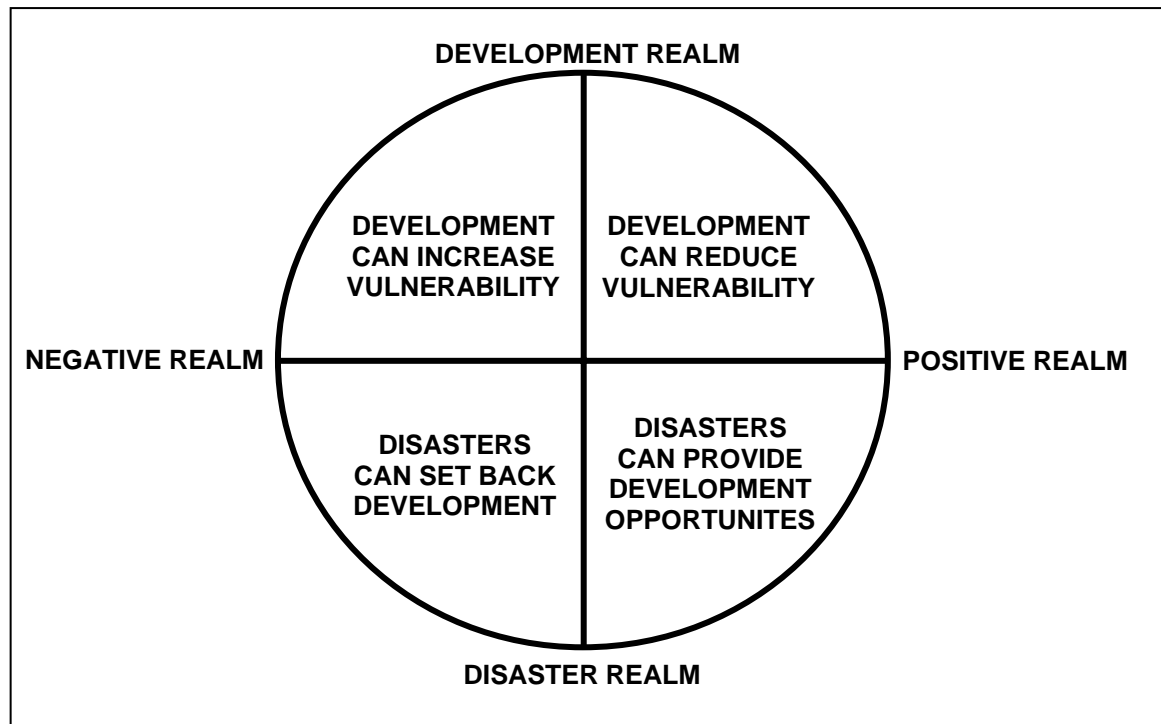 DEVELOPMENT REALM
DEVELOPMENT
CAN INCREASE
VULNERABILITY
DEVELOPMENT
CAN REDUCE
VULNERABILITY
NEGATIVE REALM
POSITIVE REALM
DISASTERS
CAN SET BACK
DEVELOPMENT
DISASTERS
CAN PROVIDE
DEVELOPMENT
OPPORTUNITES
DISASTER REALM